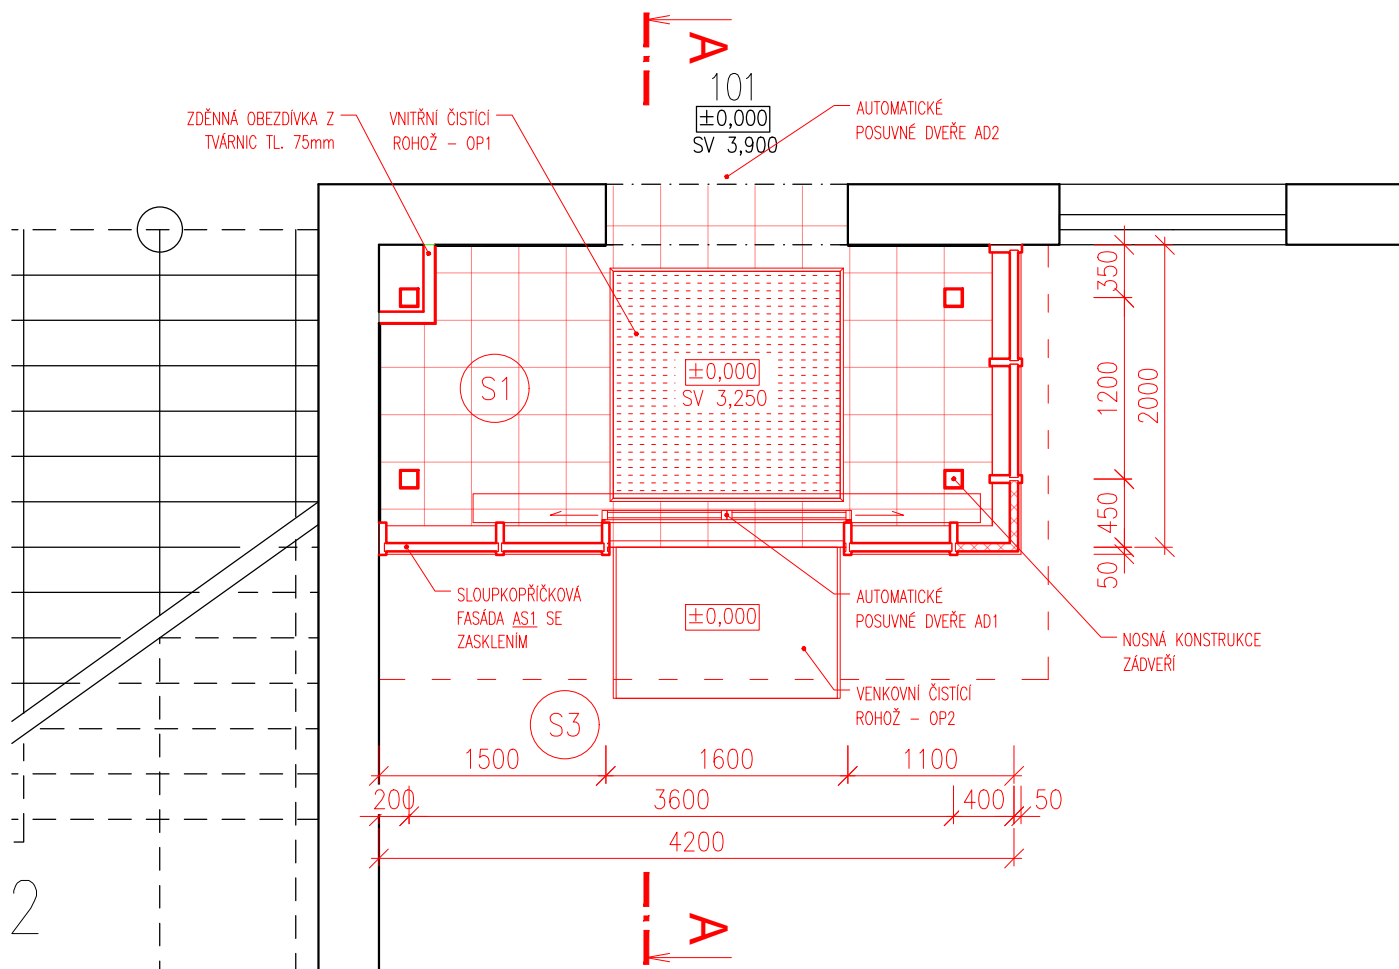 A
101
±0,000
SV 3,900
ZDĚNNÁ OBEZDÍVKA Z
TVÁRNIC TL. 75mm
VNITŘNÍ ČISTÍCÍ
ROHOŽ – OP1
AUTOMATICKÉ
POSUVNÉ DVEŘE AD2
S1
±0,000
SV 3,250
350
1200
2000
450
50
SLOUPKOPŘÍČKOVÁ
FASÁDA AS1 SE
ZASKLENÍM
±0,000
AUTOMATICKÉ
POSUVNÉ DVEŘE AD1
NOSNÁ KONSTRUKCE
ZÁDVEŘÍ
VENKOVNÍ ČISTÍCÍ
ROHOŽ – OP2
S3
1500 1600 1100
200 3600 400 50
4200
2
A